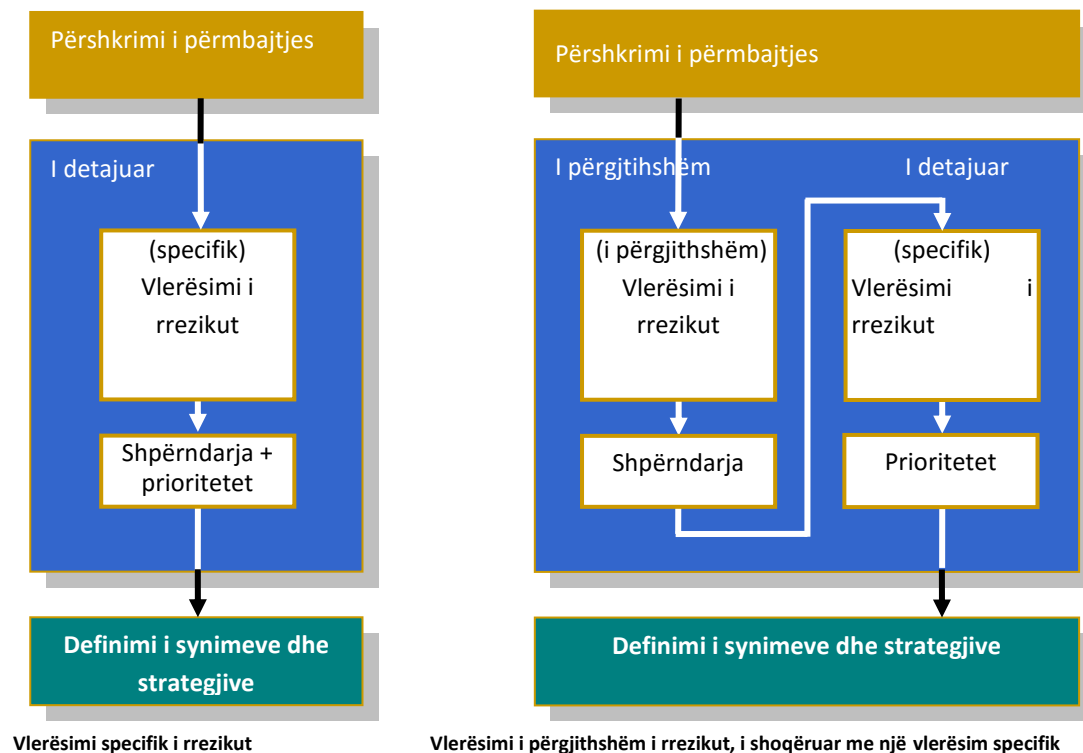 Përshkrimi i përmbajtjes
I detajuar
(specifik)
Vlerësimi i
rrezikut
Shpërndarja +
prioritetet
Definimi i synimeve dhe
strategjive
Vlerësimi specifik i rrezikut
Përshkrimi i përmbajtjes
I përgjtihshëm
I detajuar
(i përgjithshëm)
Vlerësimi i
rrezikut
Shpërndarja
(specifik)
Vlerësimi i
rrezikut
Prioritetet
Definimi i synimeve dhe strategjive
Vlerësimi i përgjithshëm i rrezikut, i shoqëruar me një vlerësim specifik